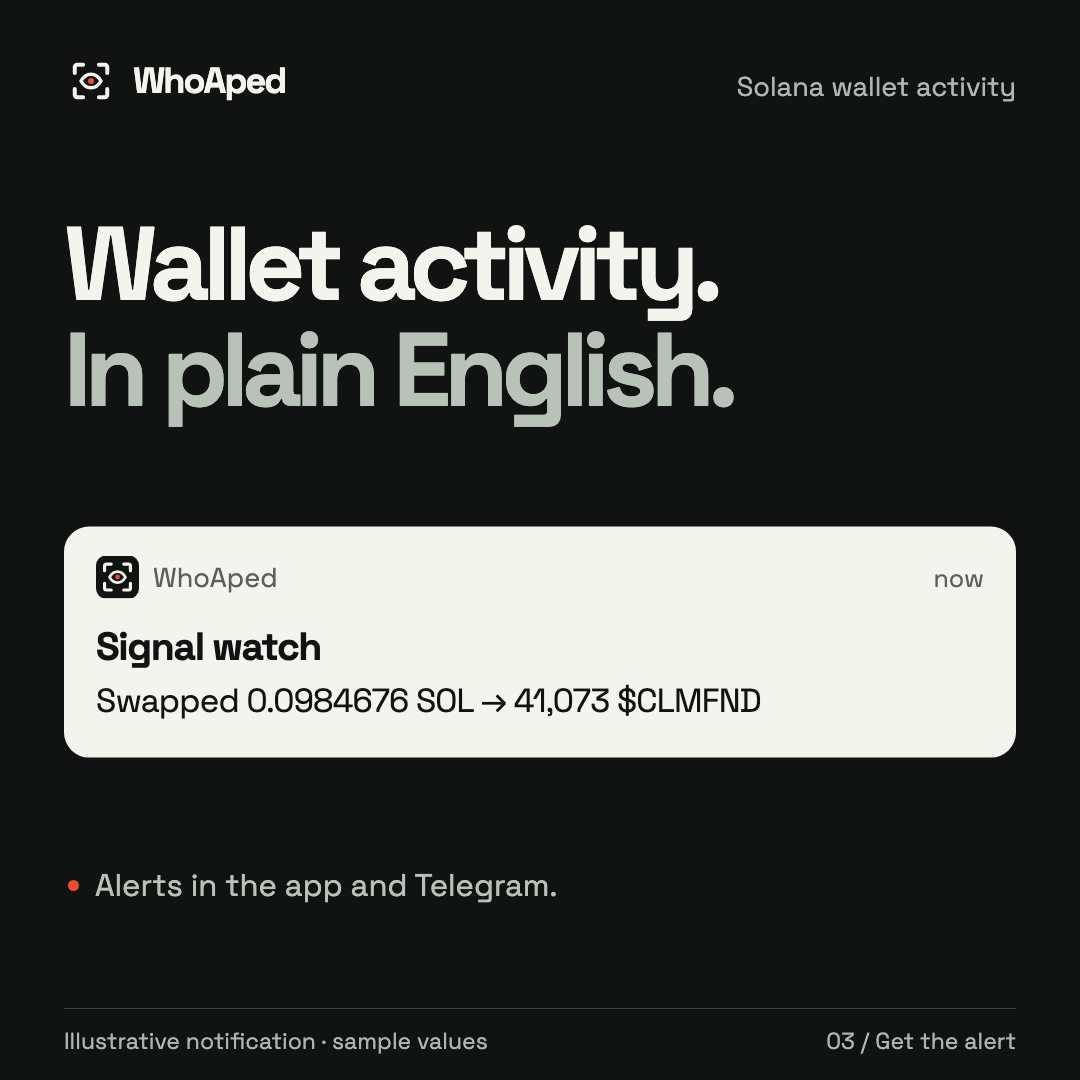 WhoAped
Solana wallet activity
Wallet activity.
In plain English.
WhoAped
now
Signal watch
Swapped 0.0984676 SOL → 41,073 $CLMFND
Alerts in the app and Telegram.
Illustrative notification · sample values
03 / Get the alert